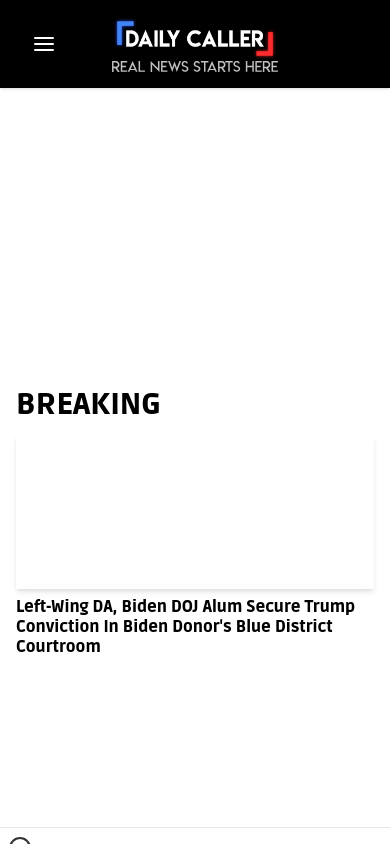 DAILY CALLER
REAL NEWS STARTS HERE
BREAKING
Left-Wing DA, Biden DOJ Alum Secure Trump
Conviction In Biden Donor's Blue District
Courtroom